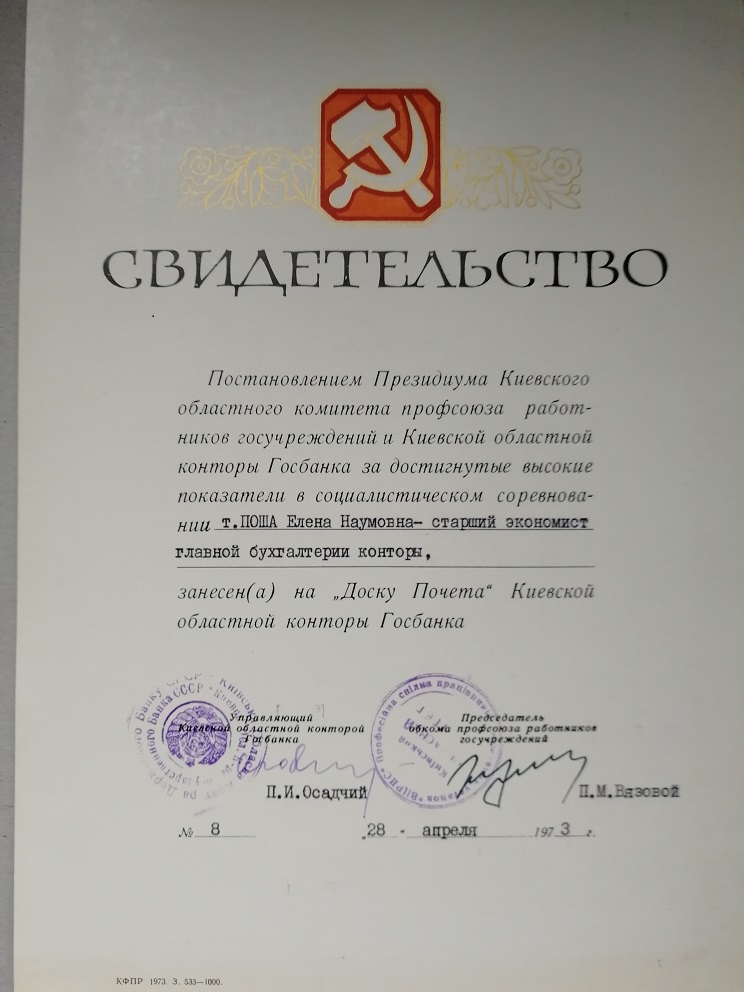 СВИДЕТЕЛЬСТВО
Постановлением Президиума Киевского
областного комитета профсоюза работ-
ников госучреждений и Киевской областной
конторы Госбанка за достигнутые высокие
показатели в социалистическом соревнова-
нии т.ПОША Елена Наумовна- старший экономист
главной бухгалтерии конторы,
занесен(а) на „Доску Почета“ Киевской
областной конторы Госбанка
Управляющий
Киевской областной конторой
Госбанка
П.И.Осадчий
Председатель
обкома профсоюза работников
госучреждений
П.М.Вязовой
№ 8
„28 - апреля 1973 г.
КФПР 1973. З. 533—1000.